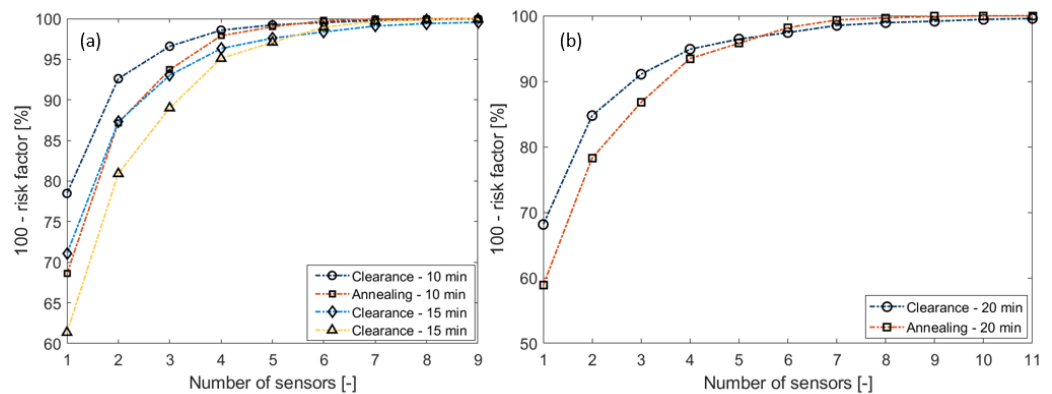 (a)
100 - risk factor [%]
100
95
90
85
80
75
70
65
60
1 2 3 4 5 6 7 8 9
Number of sensors [-]
Clearance - 10 min
Annealing - 10 min
Clearance - 15 min
Clearance - 15 min
(b)
100 - risk factor [%]
100
90
80
70
60
50
1 2 3 4 5 6 7 8 9 10 11
Number of sensors [-]
Clearance - 20 min
Annealing - 20 min